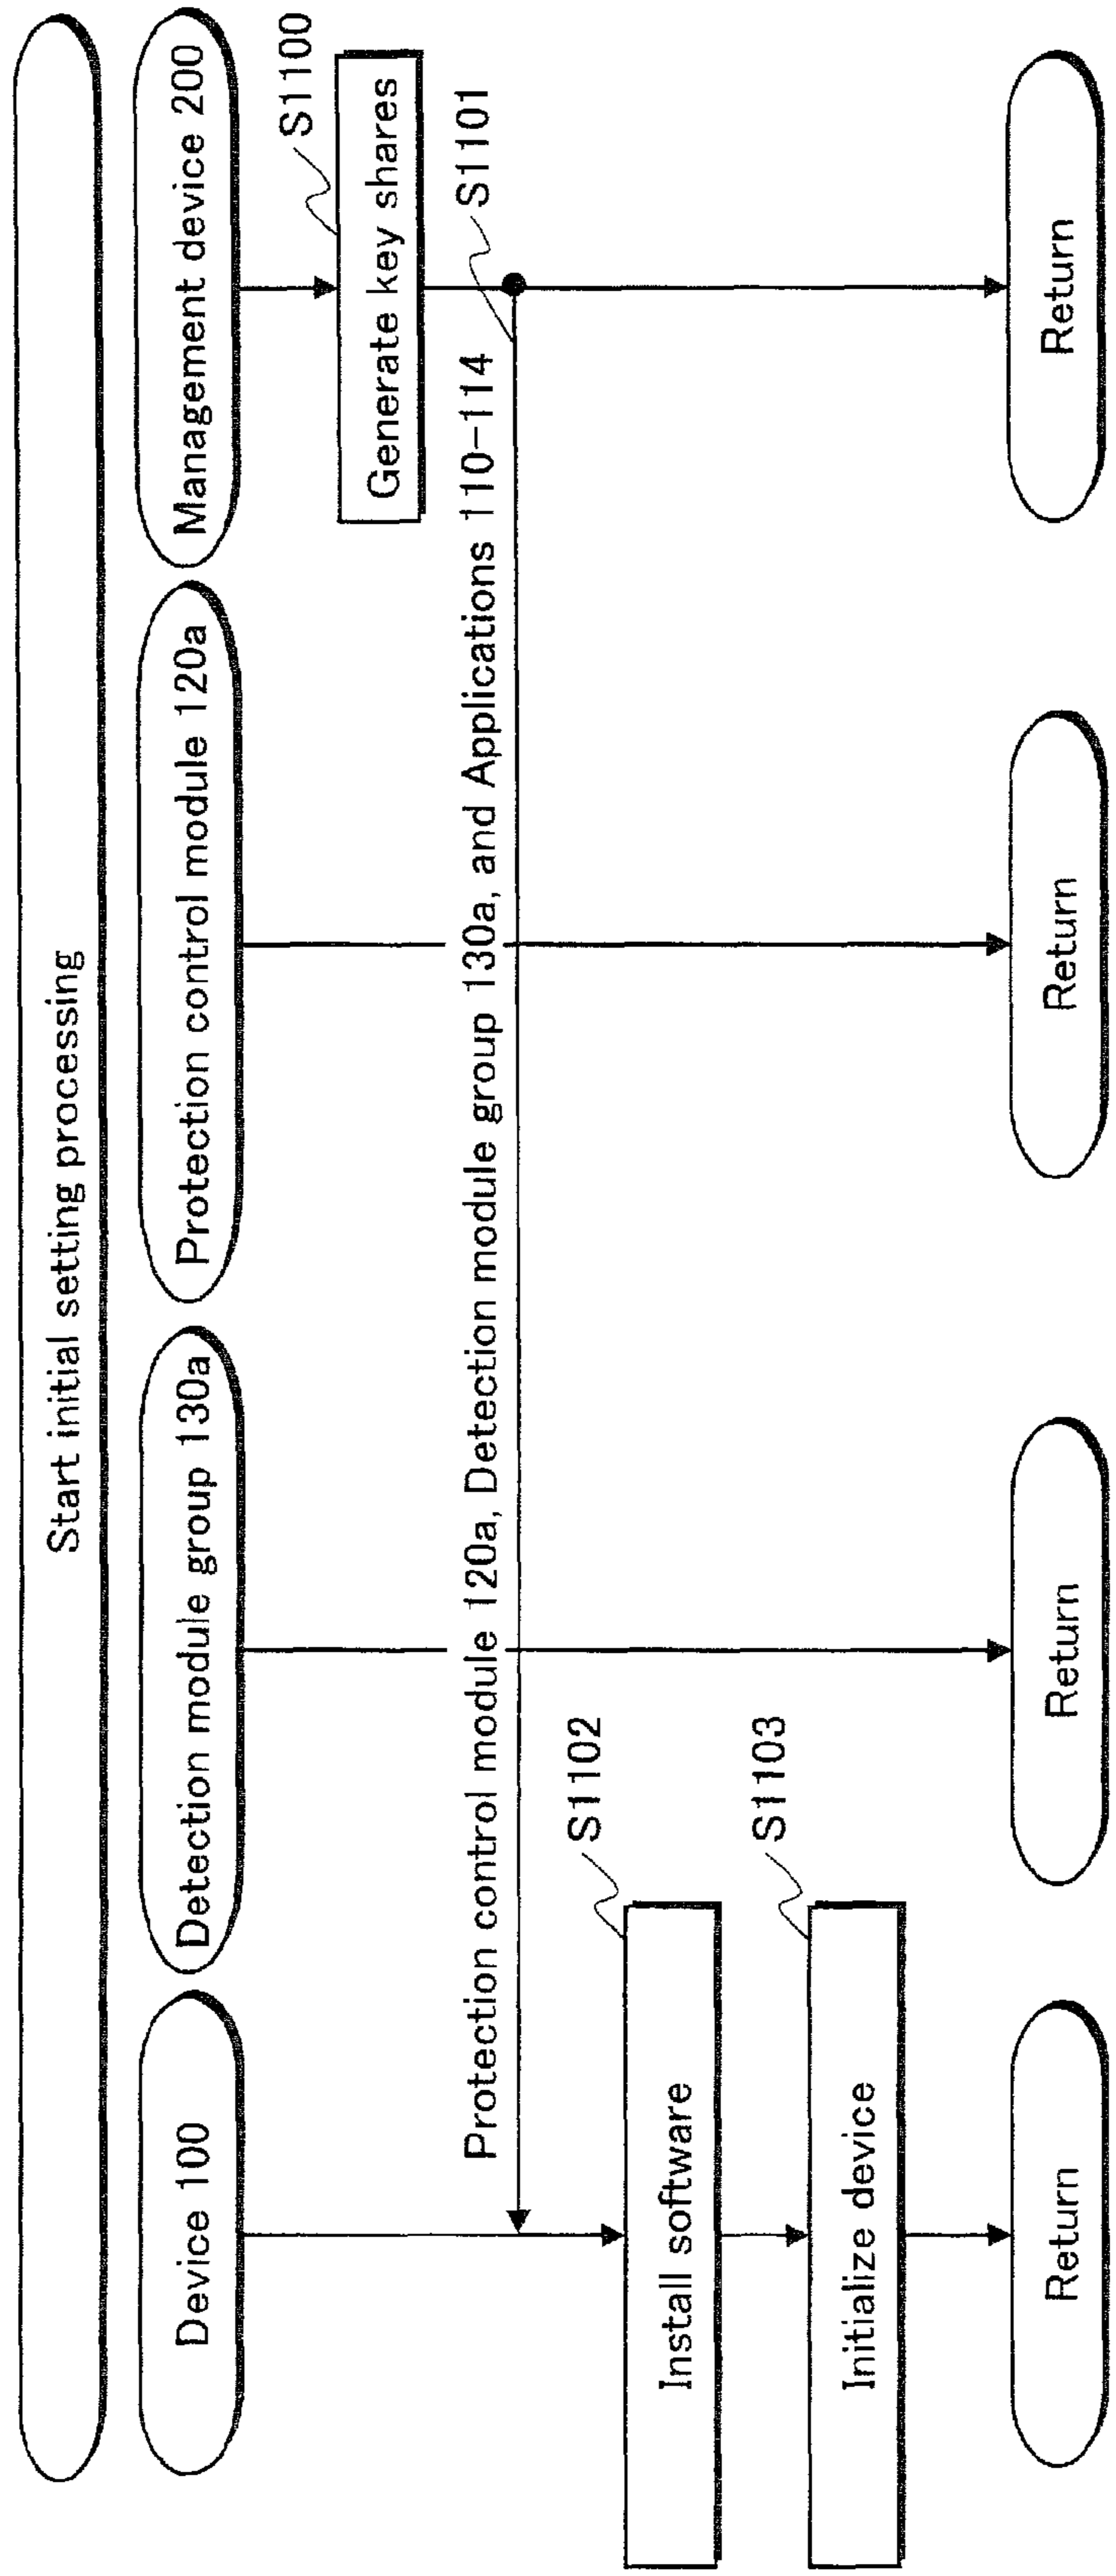 Start initial setting processing
Device 100
Detection module group 130a
Protection control module 120a
Management device 200
S1100
Generate key shares
S1101
Protection control module 120a, Detection module group 130a, and Applications 110-114
S1102
Install software
S1103
Initialize device
Return
Return
Return
Return